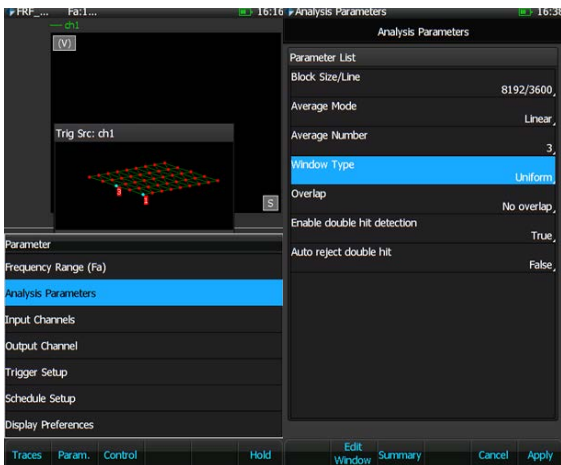 FRF_... Fa:1... 16:16
ch1
(V)
Trig Src: ch1
3
1
S
Parameter
Frequency Range (Fa)
Analysis Parameters
Input Channels
Output Channel
Trigger Setup
Schedule Setup
Display Preferences
Traces Param. Control Hold
Analysis Parameters 16:38
Analysis Parameters
Parameter List
Block Size/Line
8192/3600
Average Mode
Linear
Average Number
3
Window Type
Uniform
Overlap
No overlap
Enable double hit detection
True
Auto reject double hit
False
Edit
Window Summary Cancel Apply